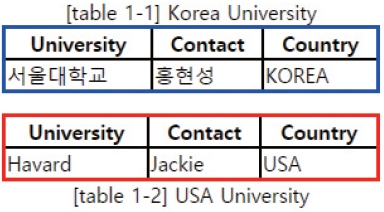 [table 1-1] Korea University
University Contact Country
서울대학교 홍현성 KOREA
University Contact Country
Havard Jackie USA
[table 1-2] USA University